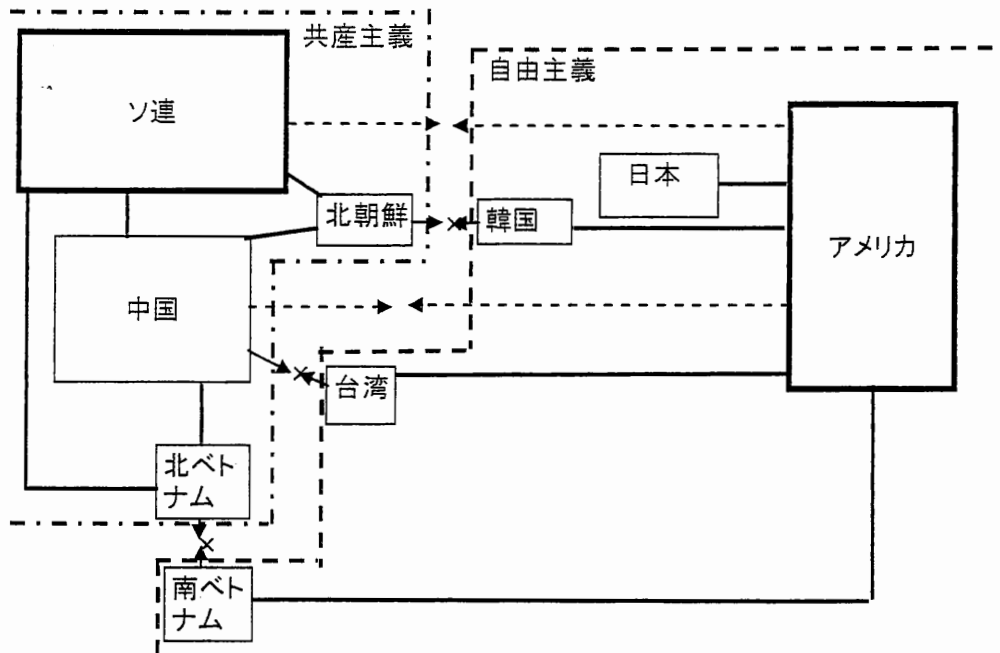 共産主義
自由主義
ソ連
日本
北朝鮮
韓国
アメリカ
中国
台湾
北ベト
ナム
南ベト
ナム